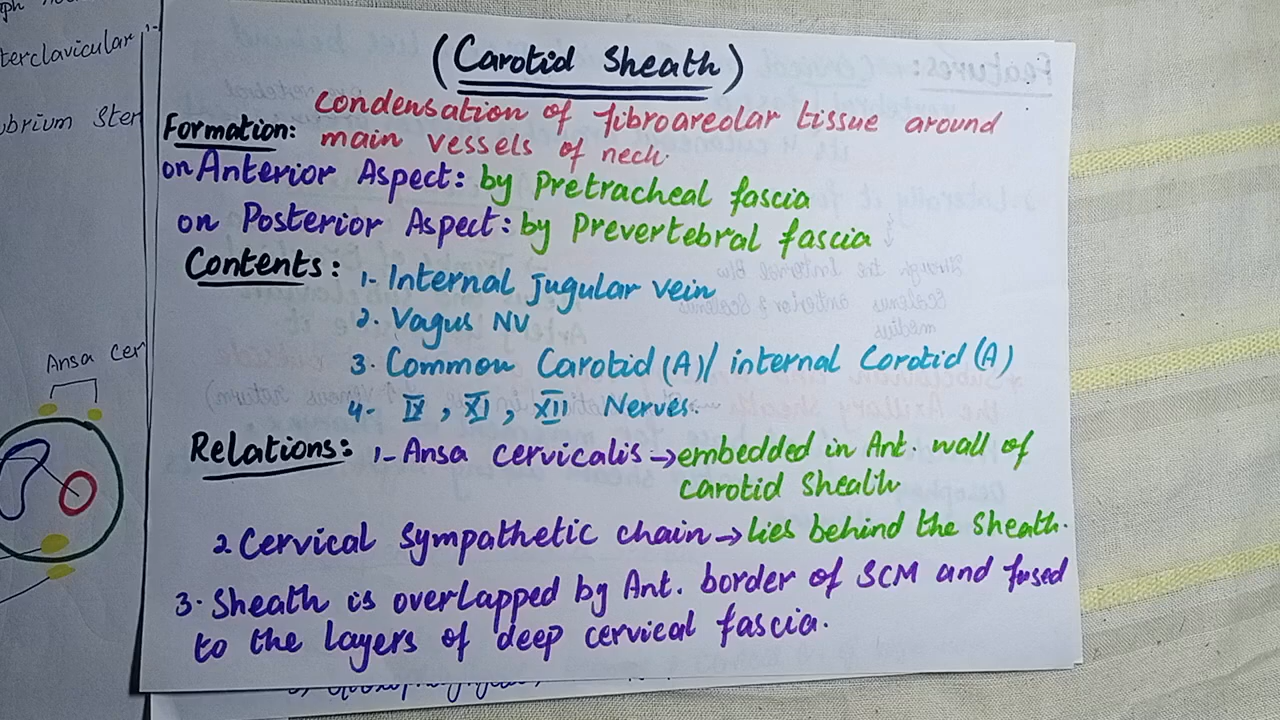 terclavicular
brium Ster
Ansa Cer
(Carotid Sheath)
Formation: Condensation of fibroareolar tissue around
main vessels of neck.
on Anterior Aspect: by Pretracheal fascia
on Posterior Aspect: by Prevertebral fascia
Contents: 1- Internal jugular vein
2. Vagus NV
3. Common Carotid (A)/ internal Corotid (A)
4- IX, XI, XII Nerves.
Relations: 1- Ansa cervicalis → embedded in Ant. wall of
carotid Sheath
2. Cervical sympathetic chain → lies behind the Sheath.
3. Sheath is overlapped by Ant. border of SCM and fused
to the layers of deep cervical fascia.